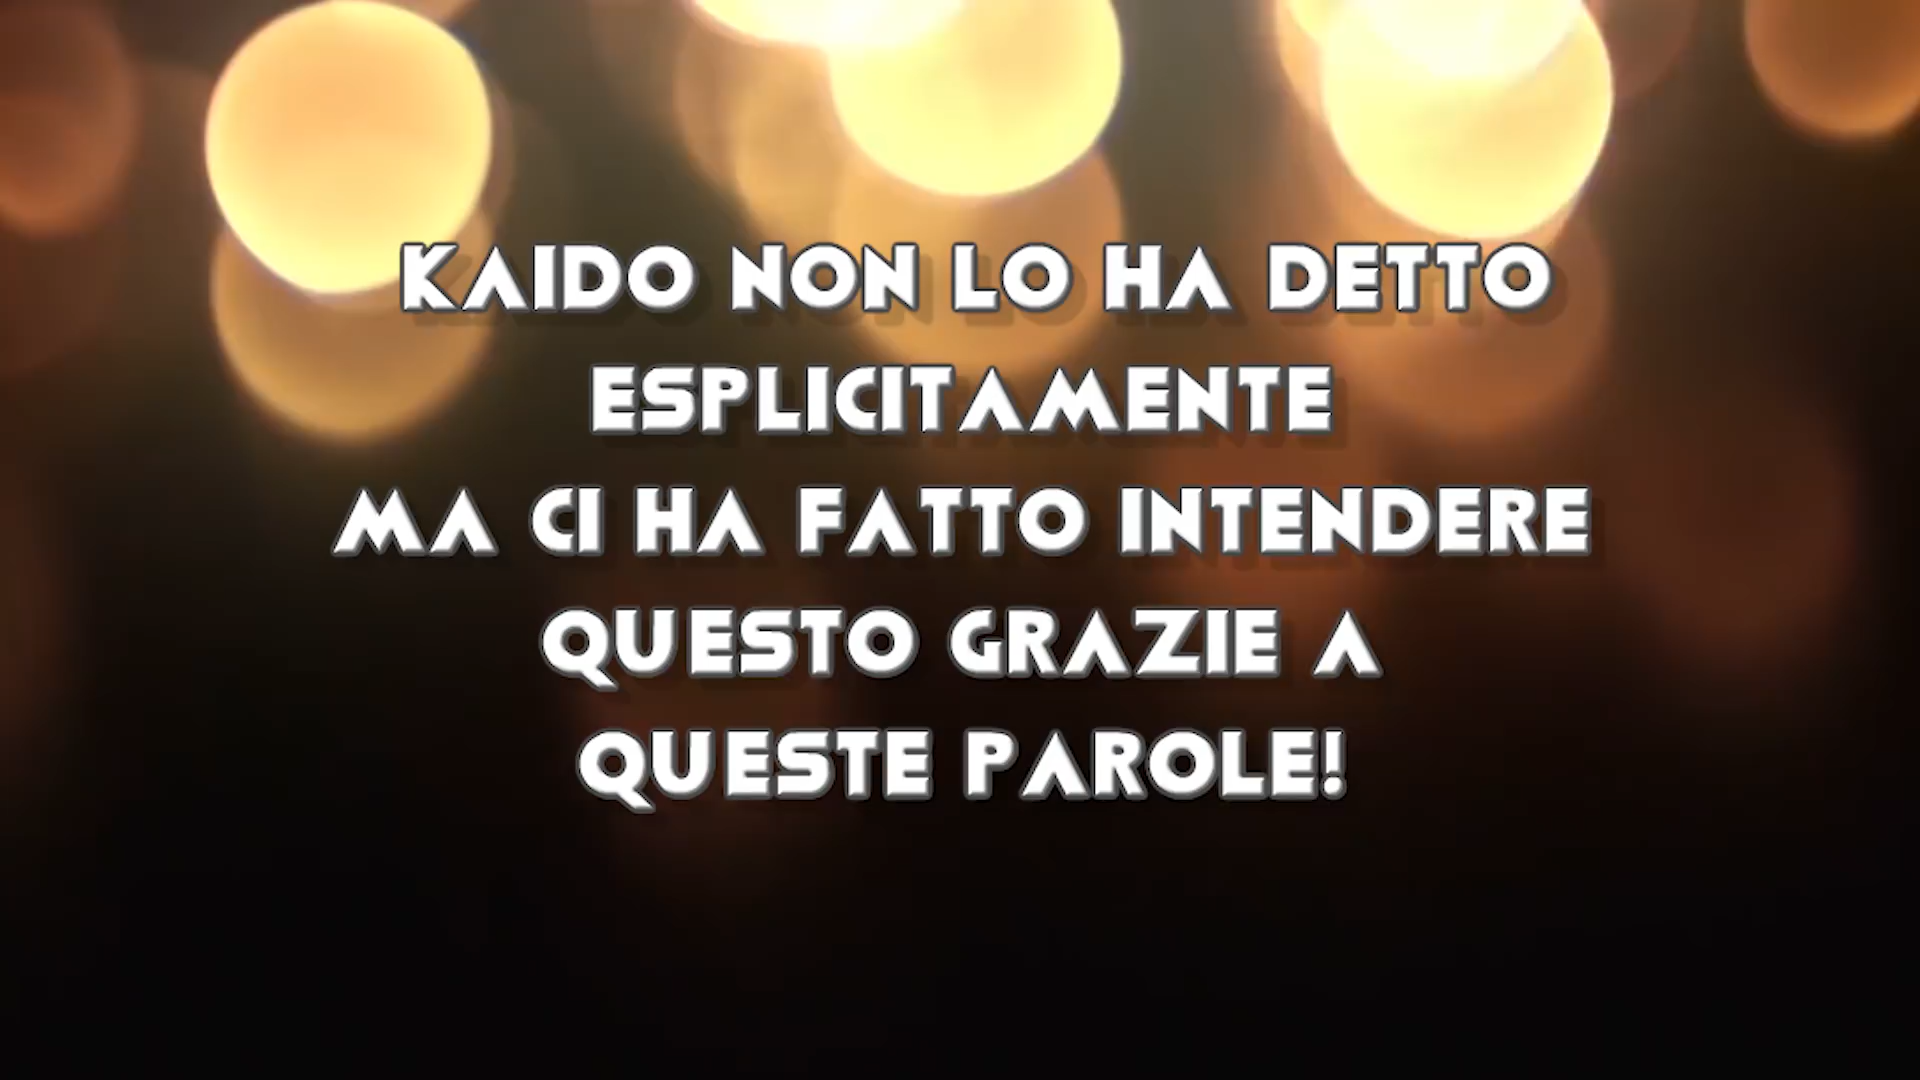 KAIDO NON LO HA DETTO
ESPLICITAMENTE
MA CI HA FATTO INTENDERE
QUESTO GRAZIE A
QUESTE PAROLE!